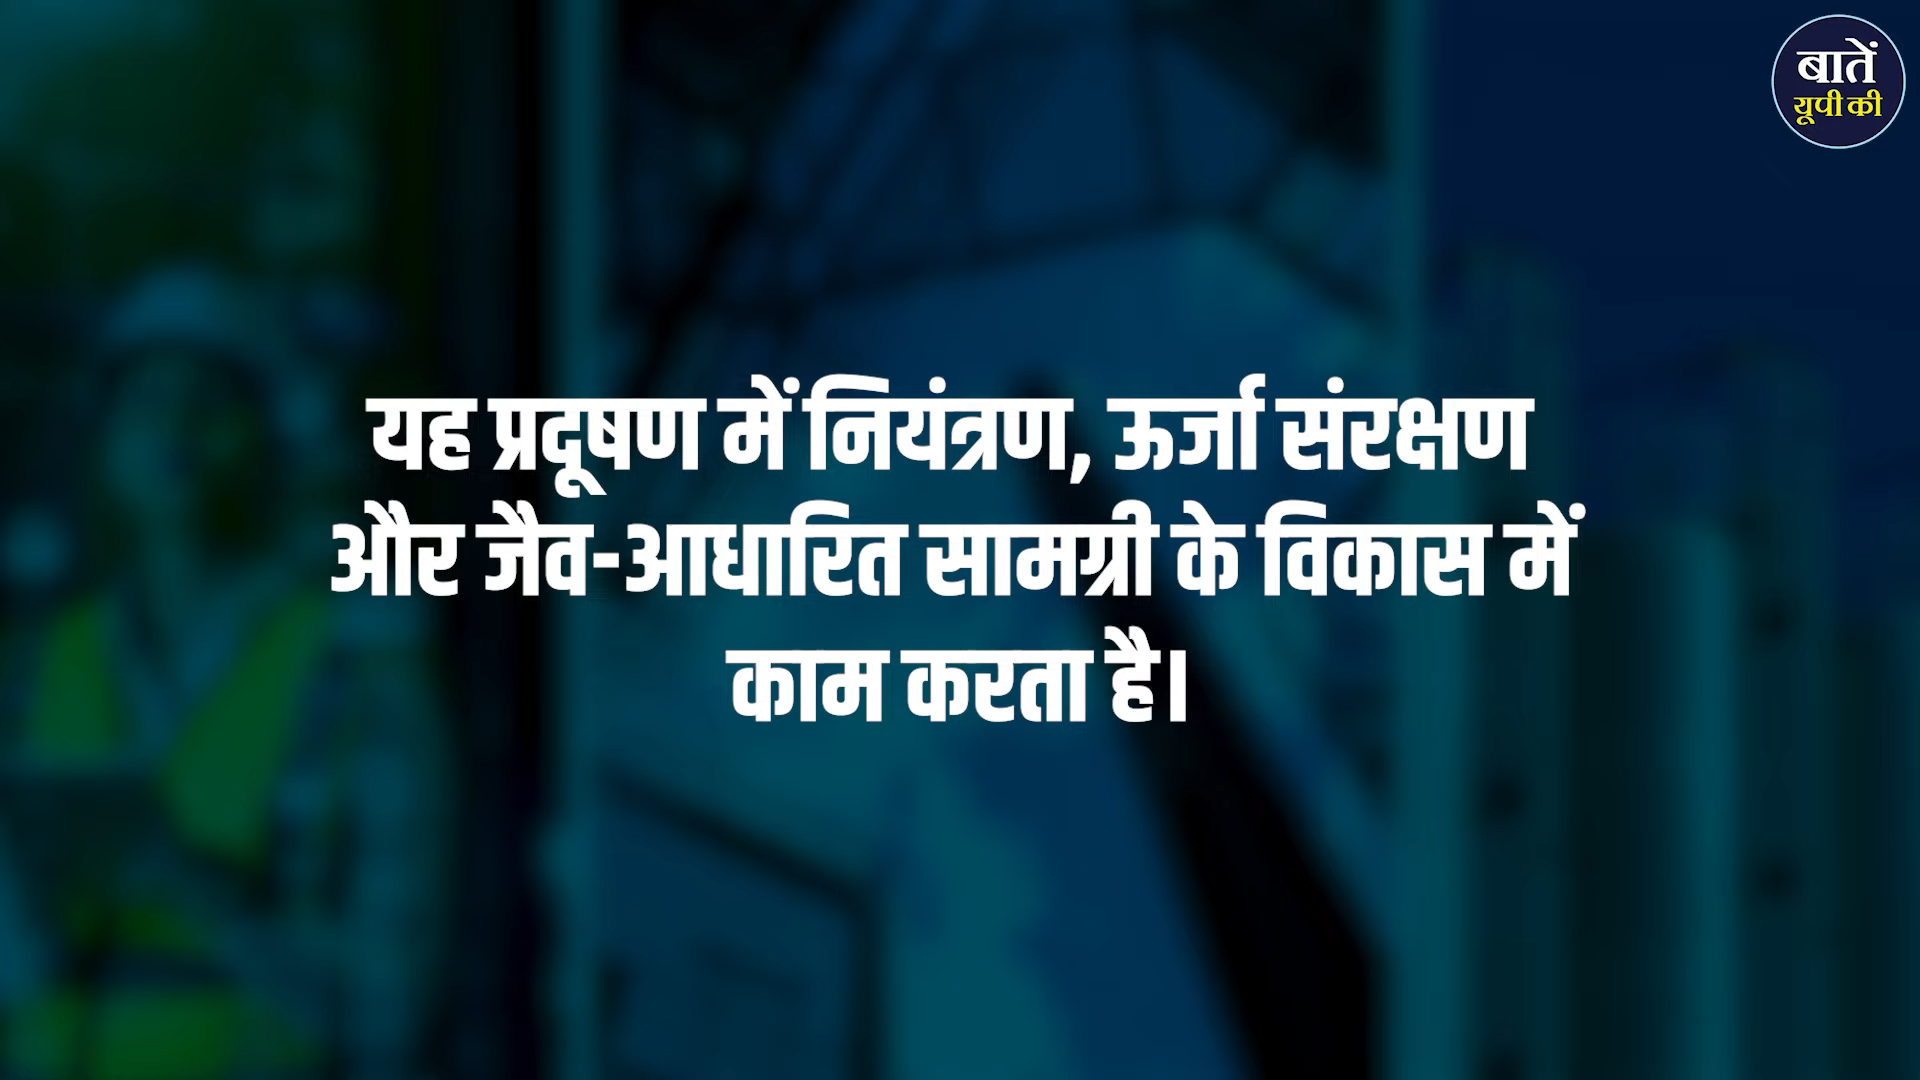 बातें
यूपी की
यह प्रदूषण में नियंत्रण, ऊर्जा संरक्षण
और जैव-आधारित सामग्री के विकास में
काम करता है।